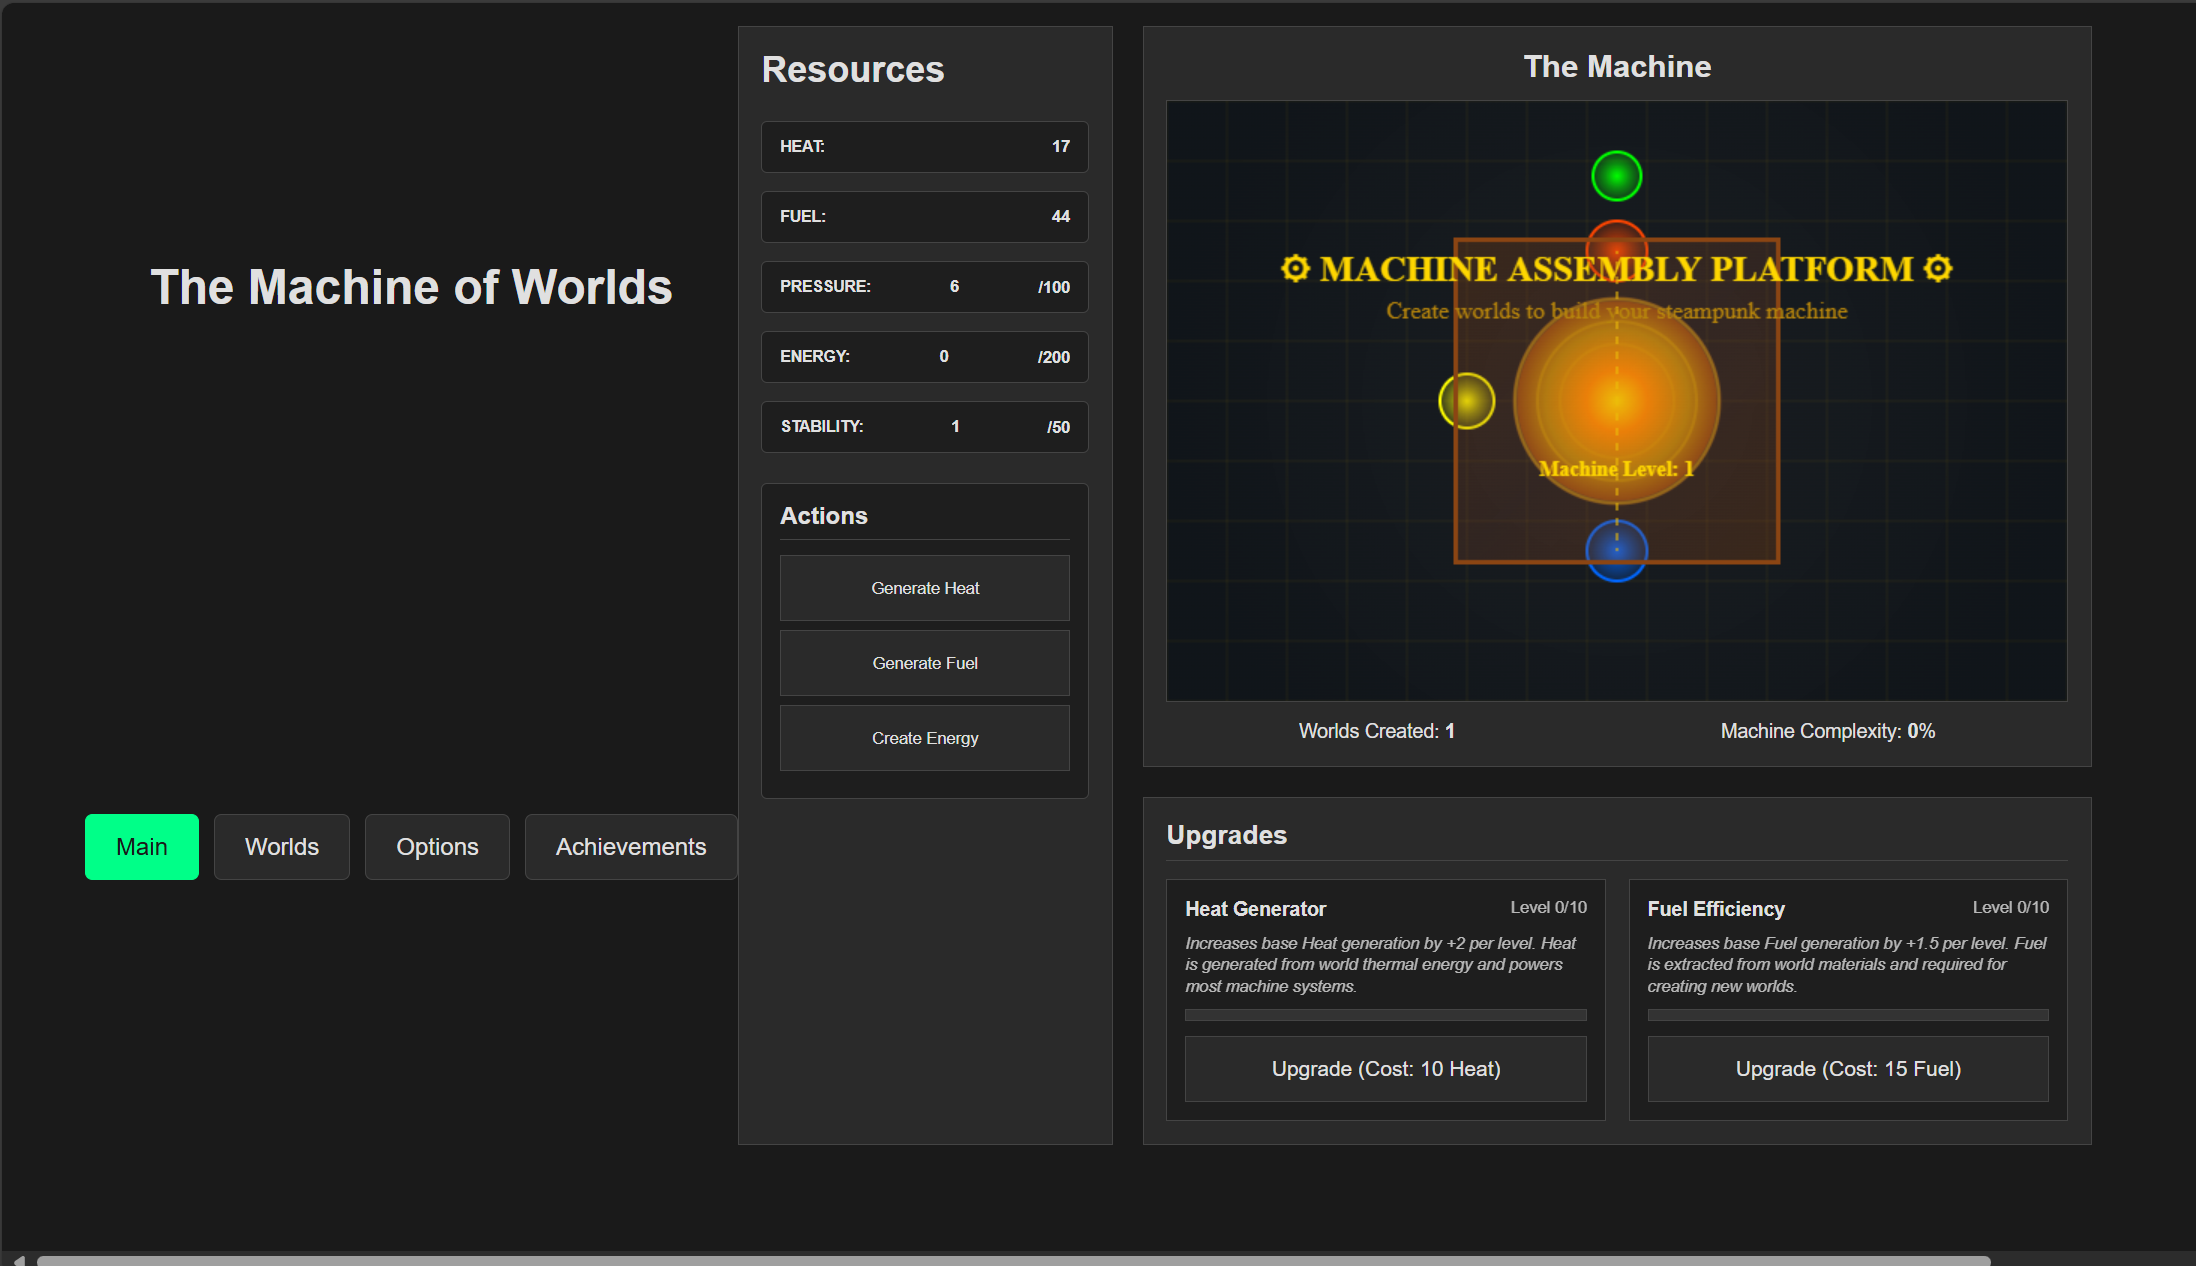 The Machine of Worlds
Main
Worlds
Options
Achievements
Resources
HEAT: 17
FUEL: 44
PRESSURE: 6 /100
ENERGY: 0 /200
STABILITY: 1 /50
Actions
Generate Heat
Generate Fuel
Create Energy
The Machine
⚙ MACHINE ASSEMBLY PLATFORM ⚙
Create worlds to build your steampunk machine
Machine Level: 1
Worlds Created: 1
Machine Complexity: 0%
Upgrades
Heat Generator
Level 0/10
Increases base Heat generation by +2 per level. Heat
is generated from world thermal energy and powers
most machine systems.
Upgrade (Cost: 10 Heat)
Fuel Efficiency
Level 0/10
Increases base Fuel generation by +1.5 per level. Fuel
is extracted from world materials and required for
creating new worlds.
Upgrade (Cost: 15 Fuel)